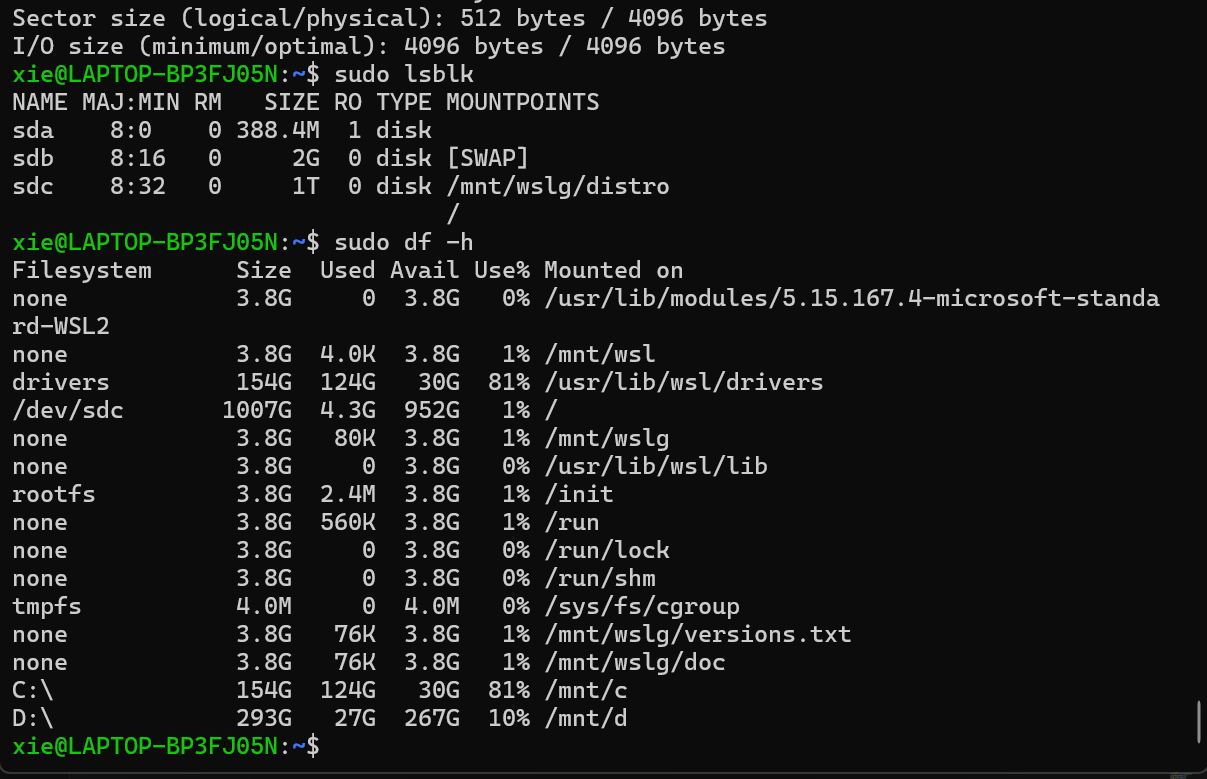 Sector size (logical/physical): 512 bytes / 4096 bytes
I/O size (minimum/optimal): 4096 bytes / 4096 bytes
xie@LAPTOP-BP3FJ05N:~$ sudo lsblk
NAME MAJ:MIN RM   SIZE RO TYPE MOUNTPOINTS
sda    8:0    0 388.4M  1 disk
sdb    8:16   0     2G  0 disk [SWAP]
sdc    8:32   0     1T  0 disk /mnt/wslg/distro
                               /
xie@LAPTOP-BP3FJ05N:~$ sudo df -h
Filesystem      Size  Used Avail Use% Mounted on
none            3.8G     0  3.8G   0% /usr/lib/modules/5.15.167.4-microsoft-standa
rd-WSL2
none            3.8G  4.0K  3.8G   1% /mnt/wsl
drivers         154G  124G   30G  81% /usr/lib/wsl/drivers
/dev/sdc       1007G  4.3G  952G   1% /
none            3.8G   80K  3.8G   1% /mnt/wslg
none            3.8G     0  3.8G   0% /usr/lib/wsl/lib
rootfs          3.8G  2.4M  3.8G   1% /init
none            3.8G  560K  3.8G   1% /run
none            3.8G     0  3.8G   0% /run/lock
none            3.8G     0  3.8G   0% /run/shm
tmpfs           4.0M     0  4.0M   0% /sys/fs/cgroup
none            3.8G   76K  3.8G   1% /mnt/wslg/versions.txt
none            3.8G   76K  3.8G   1% /mnt/wslg/doc
C:\             154G  124G   30G  81% /mnt/c
D:\             293G   27G  267G  10% /mnt/d
xie@LAPTOP-BP3FJ05N:~$